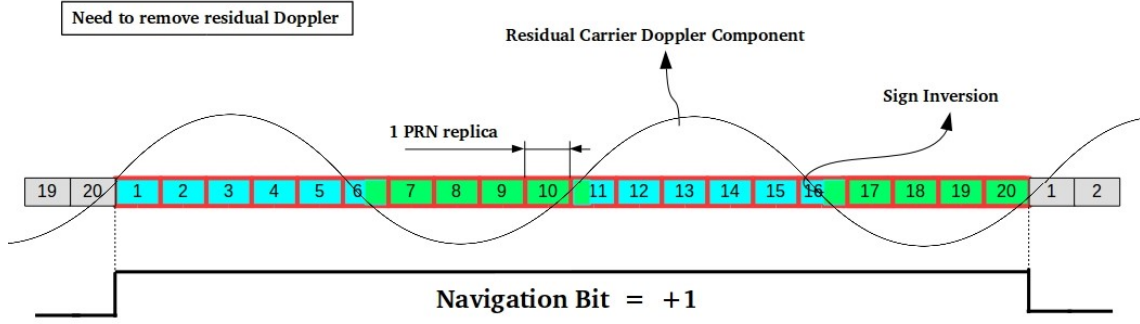 Need to remove residual Doppler
Residual Carrier Doppler Component
Sign Inversion
1 PRN replica
19 20 1 2 3 4 5 6 7 8 9 10 11 12 13 14 15 16 17 18 19 20 1 2
Navigation Bit = +1